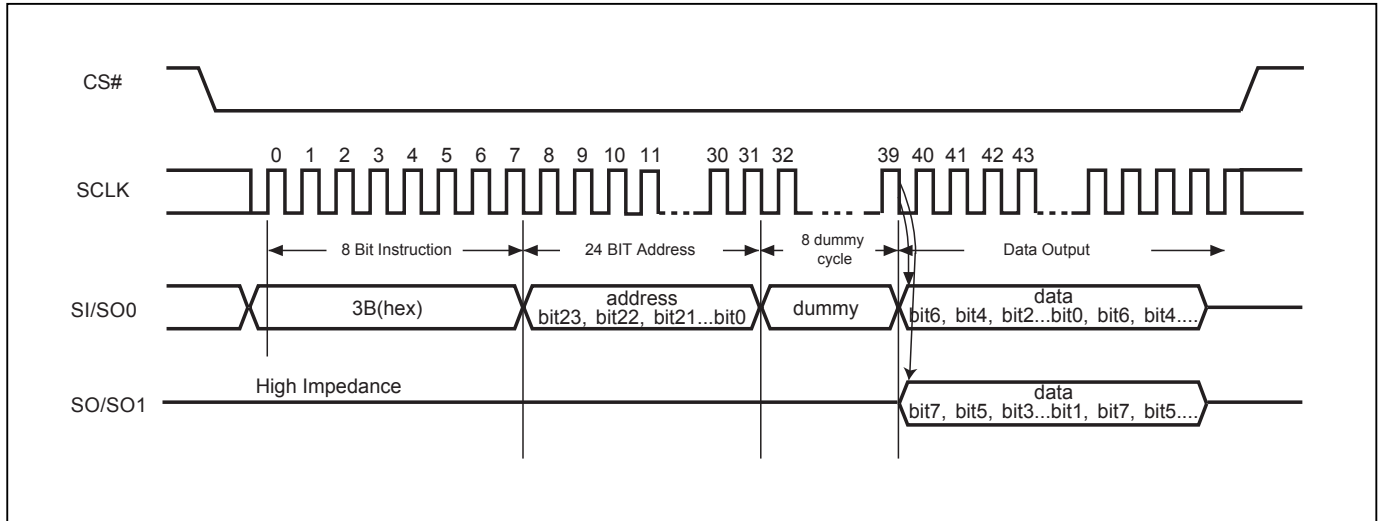 CS#
0 1 2 3 4 5 6 7 8 9 10 11 30 31 32 39 40 41 42 43
SCLK
8 Bit Instruction
24 BIT Address
8 dummy
cycle
Data Output
SI/SO0
3B(hex)
address
bit23, bit22, bit21...bit0
dummy
data
bit6, bit4, bit2...bit0, bit6, bit4....
High Impedance
SO/SO1
data
bit7, bit5, bit3...bit1, bit7, bit5....